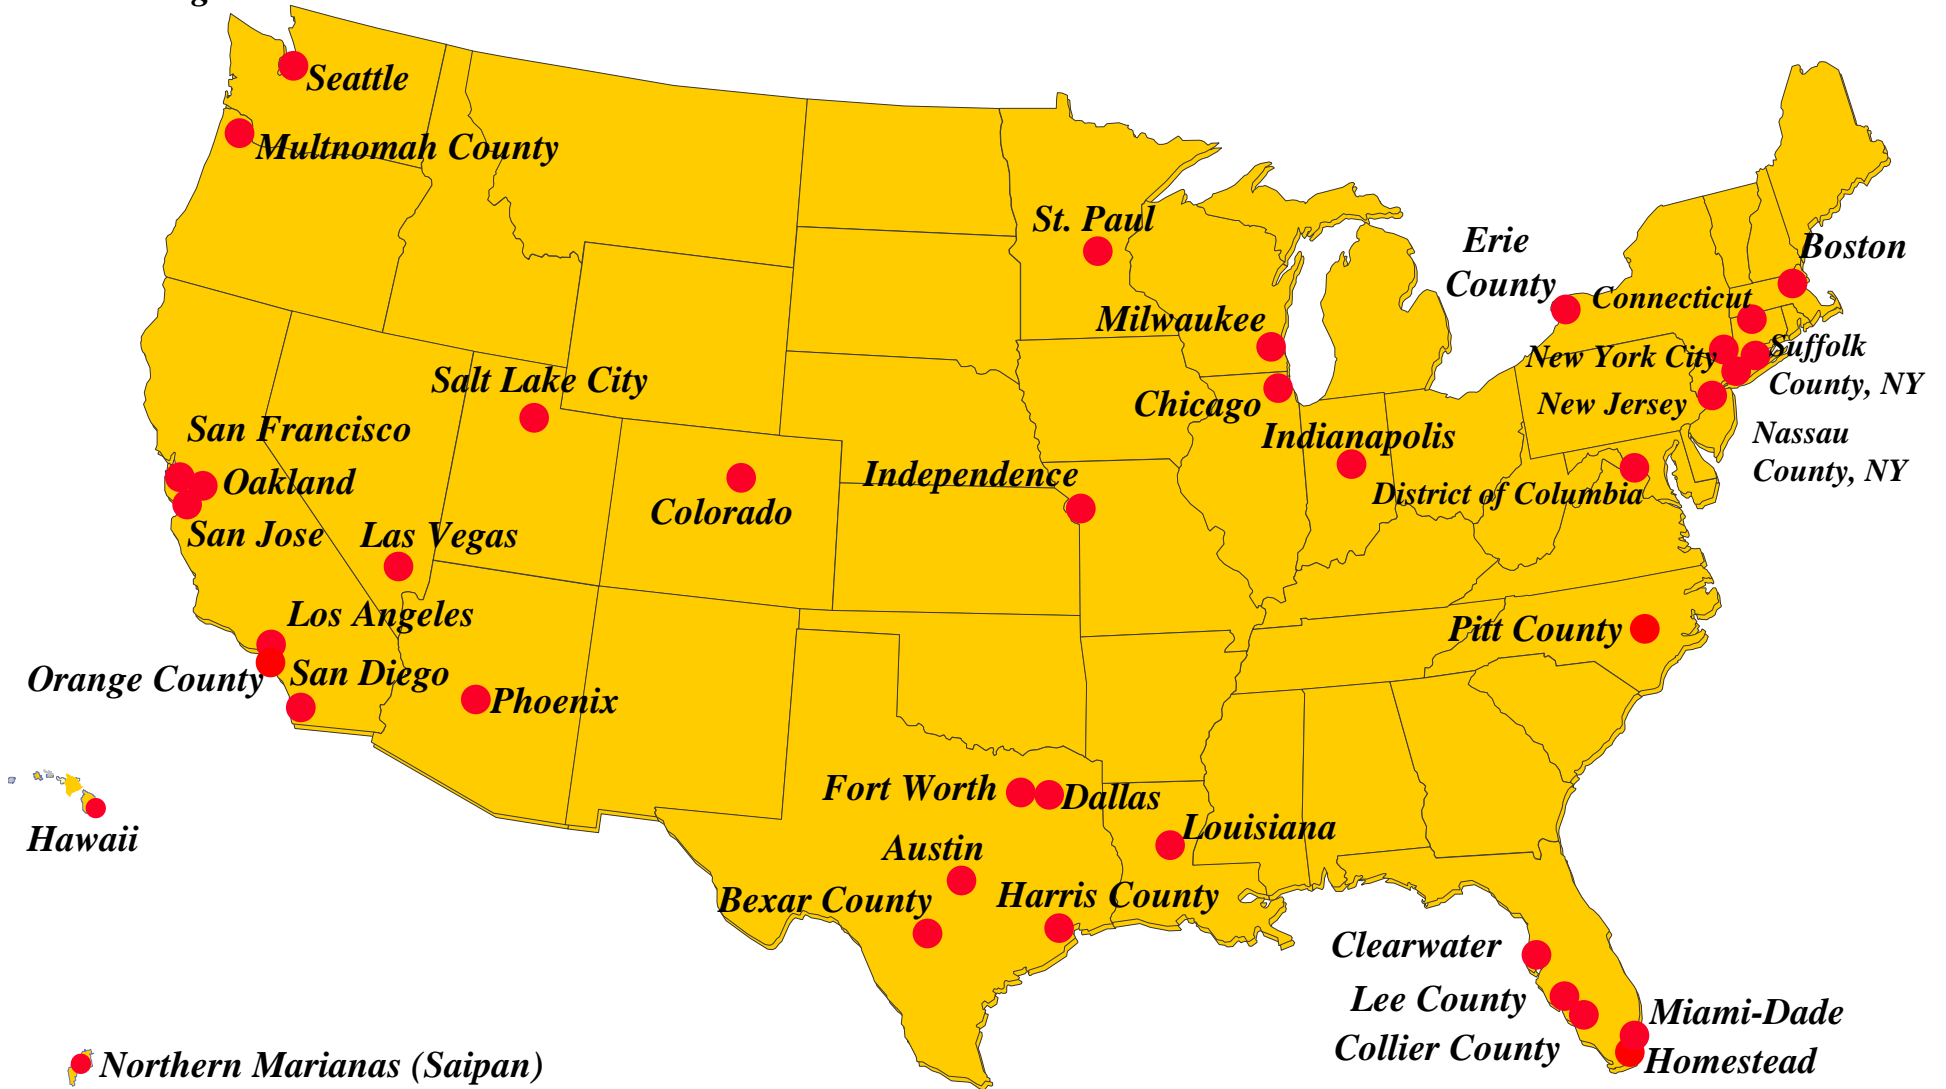 Seattle
Multnomah County
St. Paul
Erie
County
Boston
Connecticut
Milwaukee
New York City
Suffolk
County, NY
Salt Lake City
Chicago
New Jersey
San Francisco
Indianapolis
Nassau
County, NY
Oakland
Independence
Colorado
District of Columbia
San Jose
Las Vegas
Los Angeles
Pitt County
Orange County
San Diego
Phoenix
Fort Worth
Dallas
Hawaii
Louisiana
Austin
Bexar County
Harris County
Clearwater
Lee County
Miami-Dade
Collier County
Homestead
Northern Marianas (Saipan)